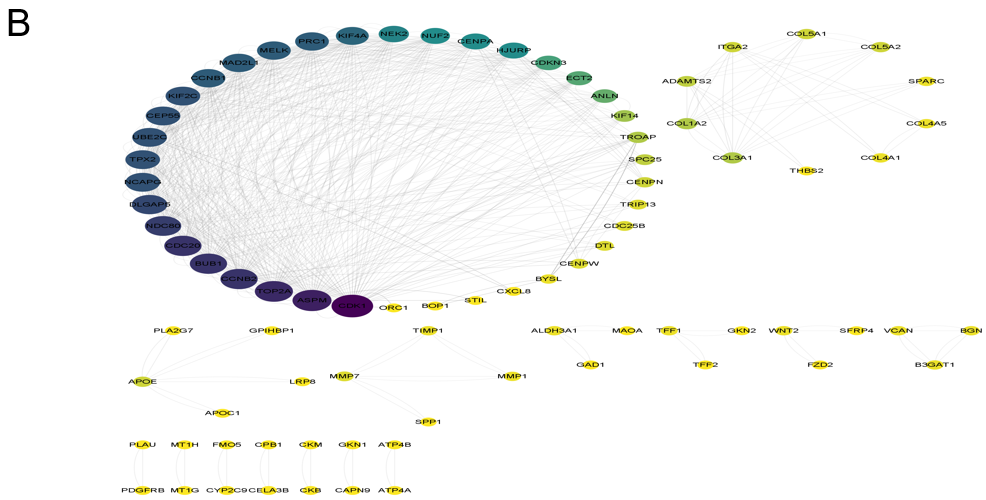 B
COL5A1
KIF4A NEK2 NUF2
PRC1 CENPA
MELK HJURP ITGA2 COL5A2
MAD2L1 CDKN3
CCNB1 ECT2 ADAMTS2 SPARC
KIF2C ANLN
CEP55 KIF14 COL1A2 COL4A5
UBE2C TROAP
TPX2 SPC25 COL3A1 COL4A1
NCAPG CENPN THBS2
DLGAP5 TRIP13
NDC80 CDC25B
CDC20 DTL
BUB1 CENPW
CCNB2 BYSL
TOP2A CXCL8
ASPM STIL
CDK1 ORC1 BOP1
PLA2G7 GPIHBP1 TIMP1 ALDH3A1 MAOA TFF1 GKN2 WNT2 SFRP4 VCAN BGN
GAD1 TFF2 FZD2 B3GAT1
APOE LRP8 MMP7 MMP1
APOC1
SPP1
PLAU MT1H FMO5 CPB1 CKM GKN1 ATP4B
PDGFRB MT1G CYP2C9 CELA3B CKB CAPN9 ATP4A